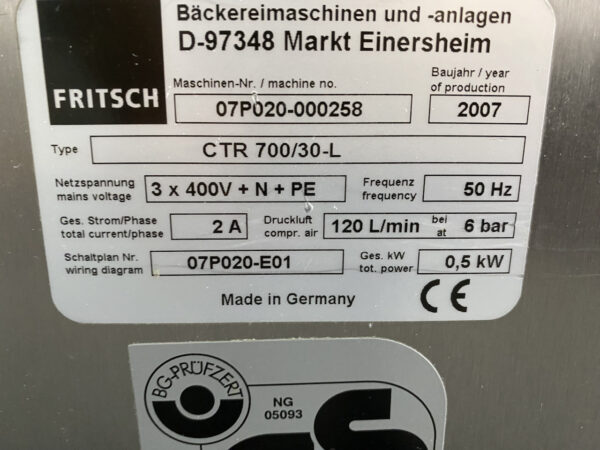 Bäckereimaschinen und -anlagen
D-97348 Markt Einersheim
FRITSCH
Maschinen-Nr. / machine no.
07P020-000258
Baujahr / year
of production
2007
Type
CTR 700/30-L
Netzspannung
mains voltage
3 x 400V + N + PE
Frequenz
frequency
50 Hz
Ges. Strom/Phase
total current/phase
2 A
Druckluft
compr. air
120 L/min
bei
at
6 bar
Schaltplan Nr.
wiring diagram
07P020-E01
Ges. kW
tot. power
0,5 kW
Made in Germany
CE
BG-PRÜFZERT
NG
05093
GS